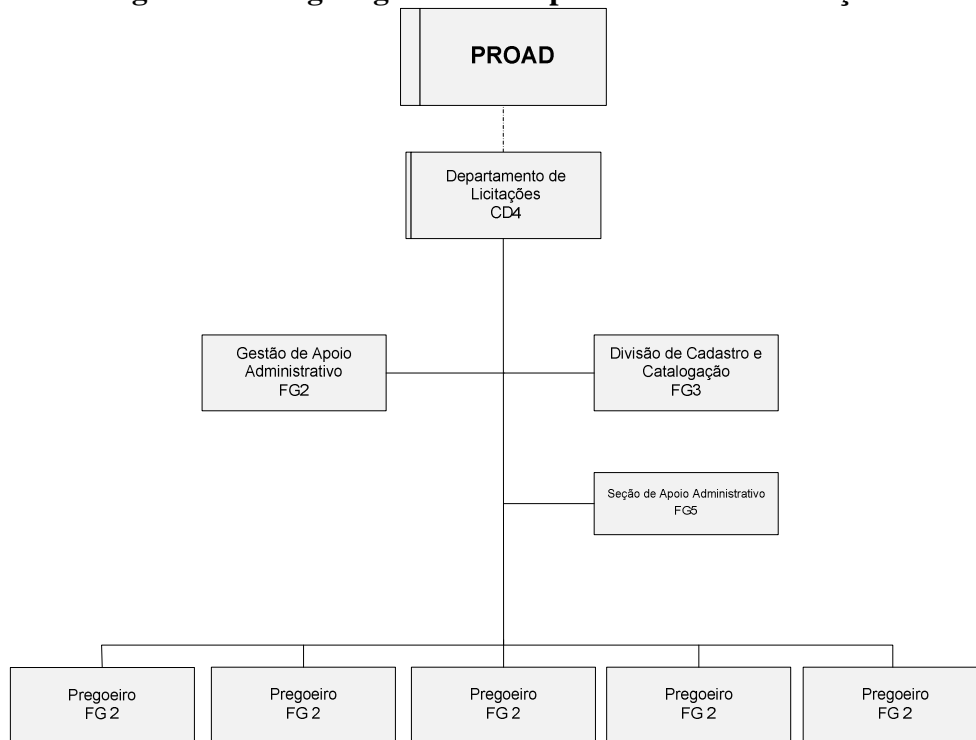 PROAD
Departamento de
Licitações
CD4
Gestão de Apoio
Administrativo
FG2
Divisão de Cadastro e
Catalogação
FG3
Seção de Apoio Administrativo
FG5
Pregoeiro
FG 2
Pregoeiro
FG 2
Pregoeiro
FG 2
Pregoeiro
FG 2
Pregoeiro
FG 2